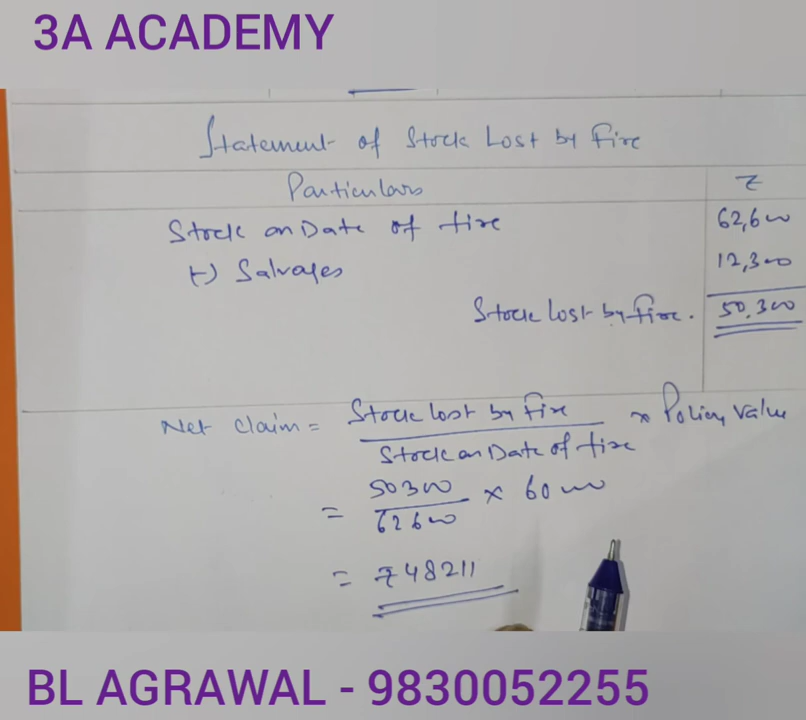 3A ACADEMY
Statement of Stock Lost by Fire
Particulars ₹
Stock on Date of fire 62,600
(-) Salvages 12,300
Stock lost by Fire. 50,300
Net Claim = Stock lost by Fire / Stock on Date of fire × Policy Value
= 50300 / 62600 × 60000
= ₹48211
BL AGRAWAL - 9830052255